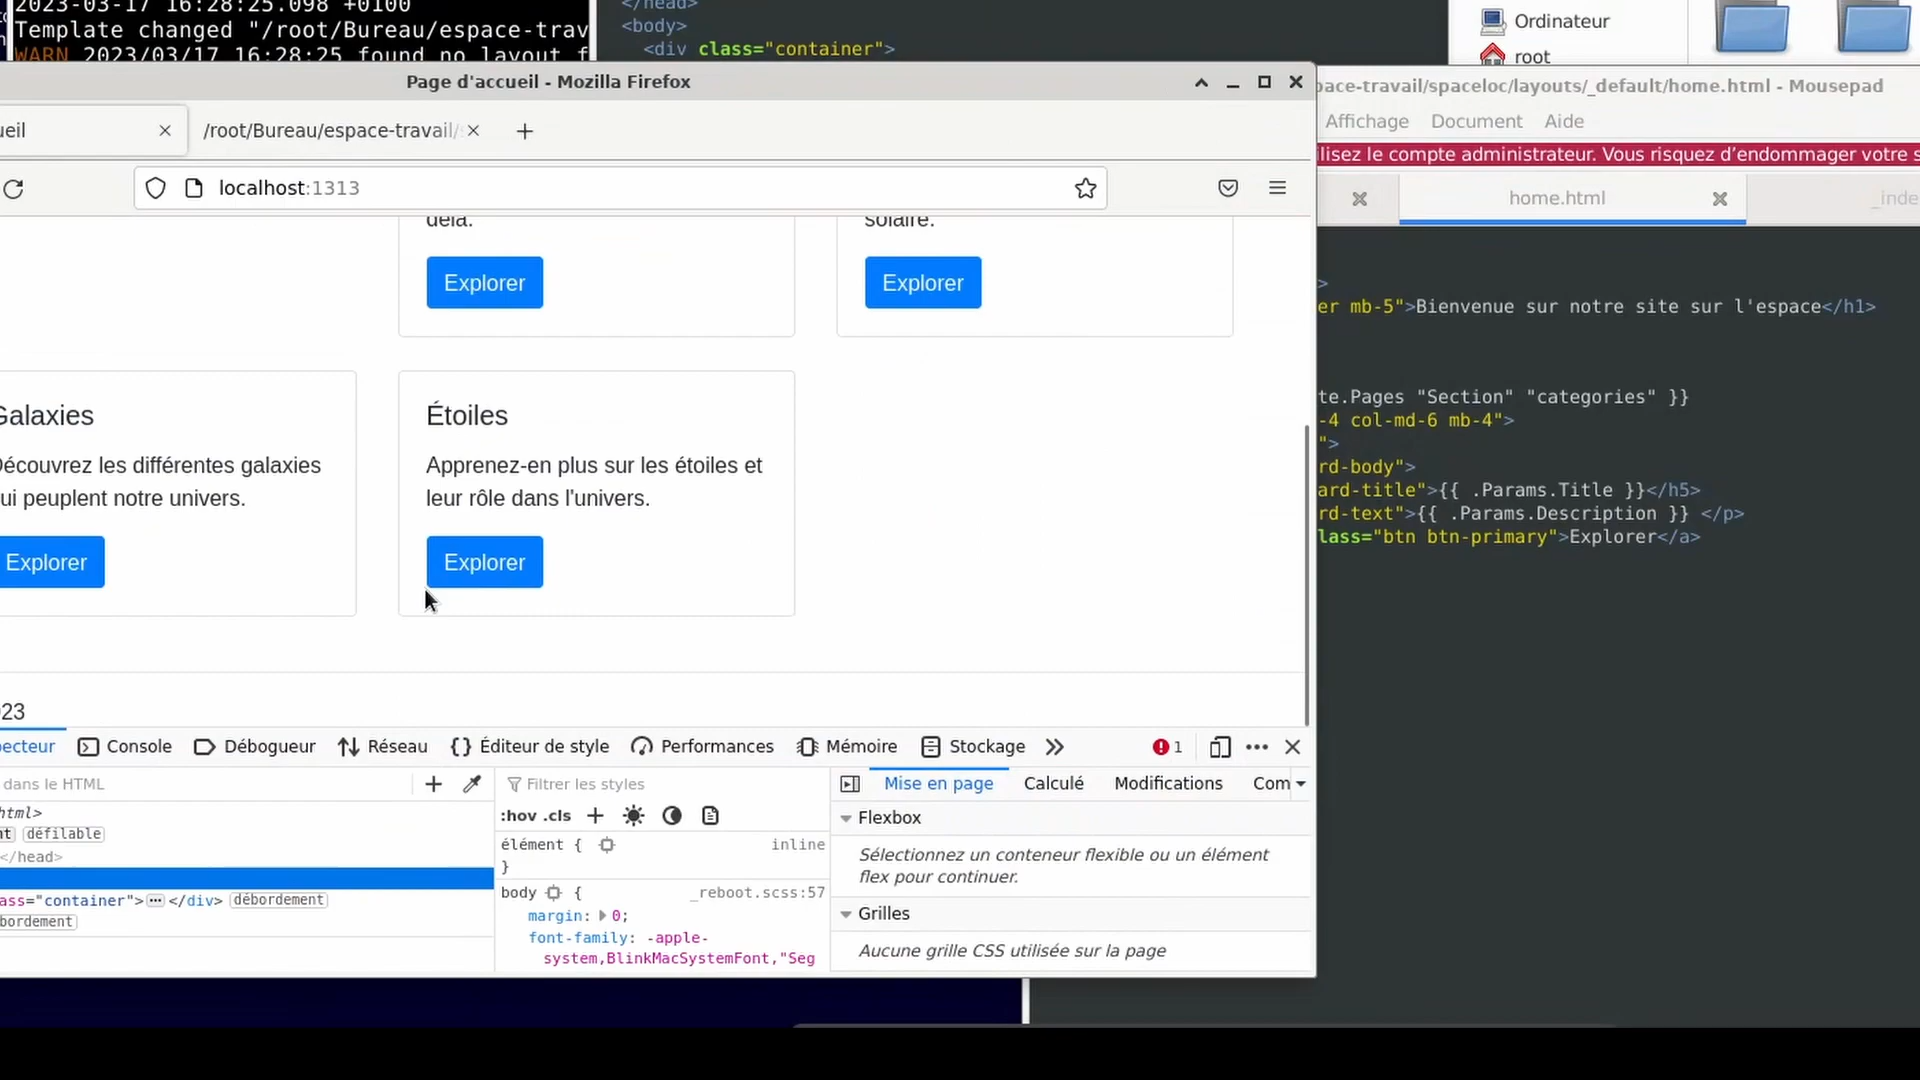 2023-03-17 16:28:25.098 +0100
Template changed "/root/Bureau/espace-trav
WARN 2023/03/17 16:28:25 found no layout f
</head>
<body>
<div class="container">
Ordinateur
root
Page d'accueil - Mozilla Firefox
ueil
/root/Bureau/espace-travail/
localhost:1313
delà.
solaire.
Explorer
Explorer
Galaxies
Découvrez les différentes galaxies
ui peuplent notre univers.
Explorer
Étoiles
Apprenez-en plus sur les étoiles et
leur rôle dans l'univers.
Explorer
023
pecteur
Console
Débogueur
Réseau
{} Éditeur de style
Performances
Mémoire
Stockage
1
dans le HTML
Filtrer les styles
Mise en page
Calculé
Modifications
Com
html>
nt défilable
</head>
ass="container"> </div> débordement
bordement
:hov .cls
élément { inline
}
body { _reboot.scss:57
margin: 0;
font-family: -apple-
system,BlinkMacSystemFont,"Seg
Flexbox
Sélectionnez un conteneur flexible ou un élément
flex pour continuer.
Grilles
Aucune grille CSS utilisée sur la page
pace-travail/spaceloc/layouts/_default/home.html - Mousepad
Affichage Document Aide
ilisez le compte administrateur. Vous risquez d’endommager votre s
home.html
_inde
>
er mb-5">Bienvenue sur notre site sur l'espace</h1>
te.Pages "Section" "categories" }}
-4 col-md-6 mb-4">
">
rd-body">
ard-title">{{ .Params.Title }}</h5>
rd-text">{{ .Params.Description }} </p>
lass="btn btn-primary">Explorer</a>